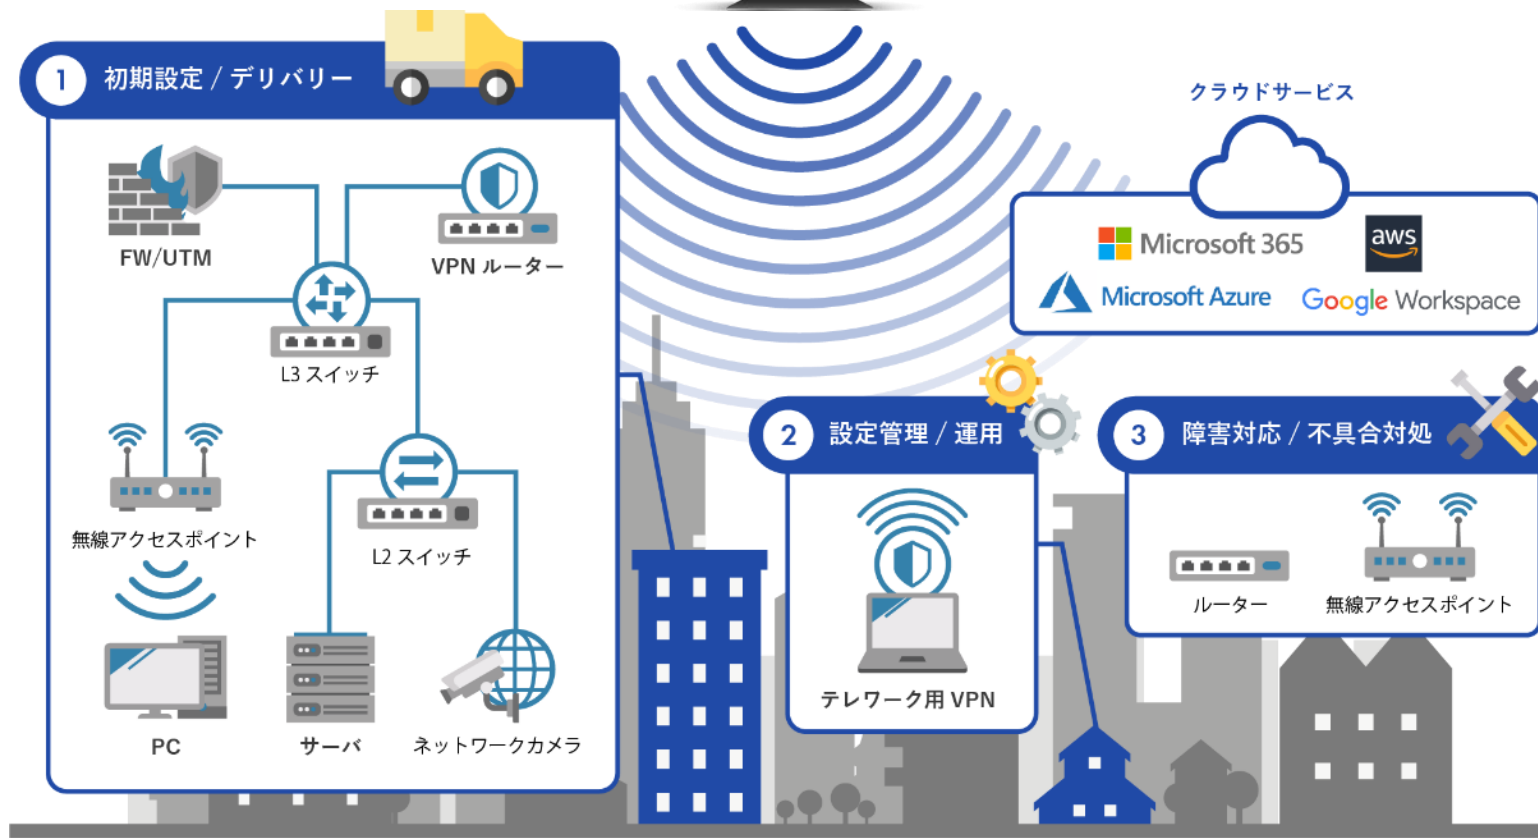 1 初期設定 / デリバリー
FW/UTM
VPN ルーター
L3 スイッチ
無線アクセスポイント
L2 スイッチ
PC
サーバ
ネットワークカメラ
クラウドサービス
Microsoft 365
aws
Microsoft Azure
Google Workspace
2 設定管理 / 運用
テレワーク用 VPN
3 障害対応 / 不具合対処
ルーター
無線アクセスポイント